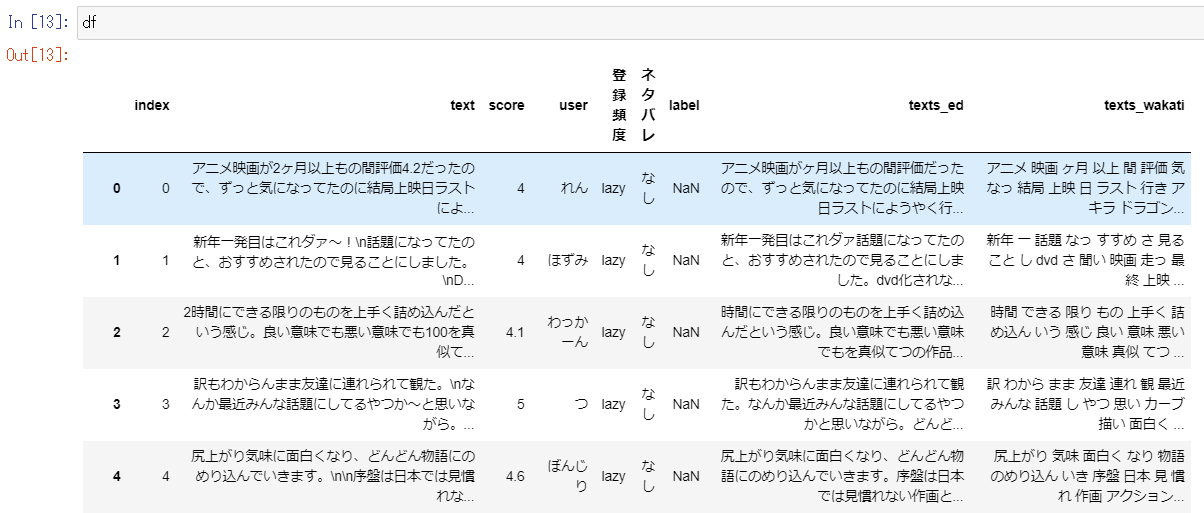 In [13]: df
Out[13]:
index text score user 登録頻度 ネタバレ label texts_ed texts_wakati
0 0 アニメ映画が2ヶ月以上もの間評価4.2だったので、ずっと気になってたのに結局上映日ラストによ... 4 れん lazy なし NaN アニメ映画がヶ月以上もの間評価だったので、ずっと気になってたのに結局上映日ラストにようやく行... アニメ 映画 ヶ月 以上 間 評価 気 なっ 結局 上映 日 ラスト 行き アキラ ドラゴン...
1 1 新年一発目はこれダァ〜！\n話題になってたのと、おすすめされたので見ることにしました。\nD... 4 ほずみ lazy なし NaN 新年一発目はこれダァ話題になってたのと、おすすめされたので見ることにしました。dvd化されな... 新年 一 話題 なっ すすめ さ 見る こと し dvd さ 聞い 映画 走っ 最終 上映 ...
2 2 2時間にできる限りのものを上手く詰め込んだという感じ。良い意味でも悪い意味でも100を真似て... 4.1 わっかーん lazy なし NaN 時間にできる限りのものを上手く詰め込んだという感じ。良い意味でも悪い意味でもを真似てつの作品... 時間 できる 限り もの 上手く 詰め込ん いう 感じ 良い 意味 悪い 意味 真似 てつ ...
3 3 訳もわからんまま友達に連れられて観た。\nなんか最近みんな話題にしてるやつか〜と思いながら。... 5 つ lazy なし NaN 訳もわからんまま友達に連れられて観た。なんか最近みんな話題にしてるやつかと思いながら。どんど... 訳 わから まま 友達 連れ 観 最近 みんな 話題 し やつ 思い カーブ 描い 面白く ...
4 4 尻上がり気味に面白くなり、どんどん物語にのめり込んでいきます。\n\n序盤は日本では見慣れな... 4.6 ぼんじり lazy なし NaN 尻上がり気味に面白くなり、どんどん物語にのめり込んでいきます。序盤は日本では見慣れない作画と... 尻上がり 気味 面白く なり 物語 のめり込ん いき 序盤 日本 見 慣れ 作画 アクション...